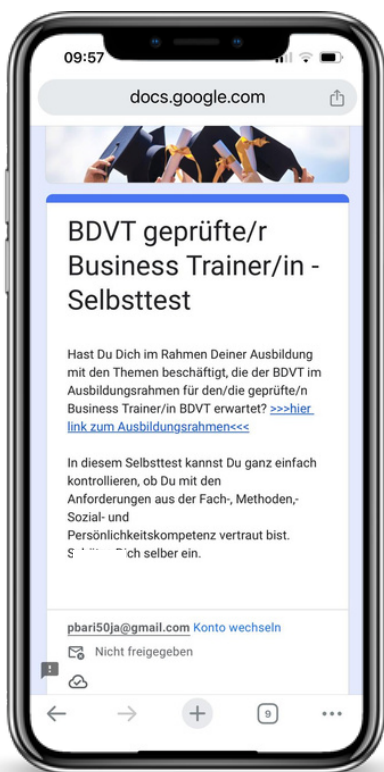 09:57
docs.google.com
BDVT geprüfte/r
Business Trainer/in -
Selbsttest
Hast Du Dich im Rahmen Deiner Ausbildung
mit den Themen beschäftigt, die der BDVT im
Ausbildungsrahmen für den/die geprüfte/n
Business Trainer/in BDVT erwartet? >>>hier
link zum Ausbildungsrahmen<<<
In diesem Selbsttest kannst Du ganz einfach
kontrollieren, ob Du mit den
Anforderungen aus der Fach-, Methoden,-
Sozial- und
Persönlichkeitskompetenz vertraut bist.
selber ein.
pbari50ja@gmail.com Konto wechseln
Nicht freigegeben
9